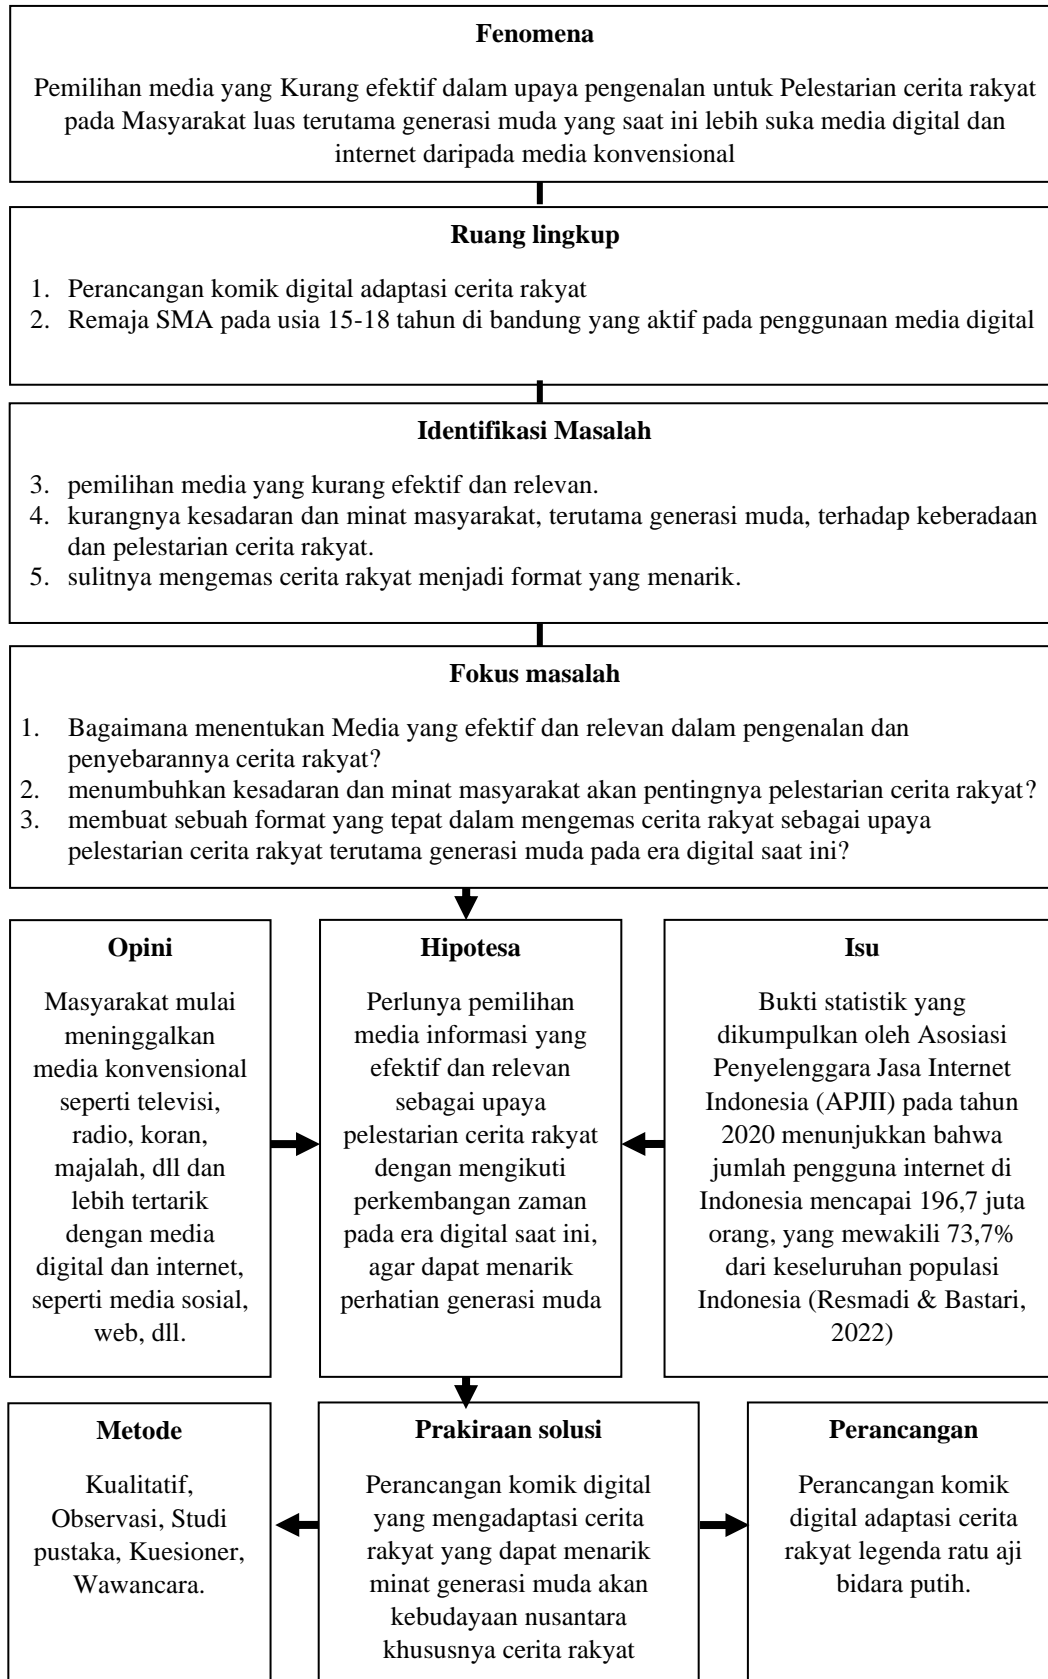 Fenomena
Pemilihan media yang Kurang efektif dalam upaya pengenalan untuk Pelestarian cerita rakyat
pada Masyarakat luas terutama generasi muda yang saat ini lebih suka media digital dan
internet daripada media konvensional
Ruang lingkup
1. Perancangan komik digital adaptasi cerita rakyat
2. Remaja SMA pada usia 15-18 tahun di bandung yang aktif pada penggunaan media digital
Identifikasi Masalah
3. pemilihan media yang kurang efektif dan relevan.
4. kurangnya kesadaran dan minat masyarakat, terutama generasi muda, terhadap keberadaan
dan pelestarian cerita rakyat.
5. sulitnya mengemas cerita rakyat menjadi format yang menarik.
Fokus masalah
1. Bagaimana menentukan Media yang efektif dan relevan dalam pengenalan dan
penyebarannya cerita rakyat?
2. menumbuhkan kesadaran dan minat masyarakat akan pentingnya pelestarian cerita rakyat?
3. membuat sebuah format yang tepat dalam mengemas cerita rakyat sebagai upaya
pelestarian cerita rakyat terutama generasi muda pada era digital saat ini?
Opini
Masyarakat mulai
meninggalkan
media konvensional
seperti televisi,
radio, koran,
majalah, dll dan
lebih tertarik
dengan media
digital dan internet,
seperti media sosial,
web, dll.
Hipotesa
Perlunya pemilihan
media informasi yang
efektif dan relevan
sebagai upaya
pelestarian cerita rakyat
dengan mengikuti
perkembangan zaman
pada era digital saat ini,
agar dapat menarik
perhatian generasi muda
Isu
Bukti statistik yang
dikumpulkan oleh Asosiasi
Penyelenggara Jasa Internet
Indonesia (APJII) pada tahun
2020 menunjukkan bahwa
jumlah pengguna internet di
Indonesia mencapai 196,7 juta
orang, yang mewakili 73,7%
dari keseluruhan populasi
Indonesia (Resmadi & Bastari,
2022)
Metode
Kualitatif,
Observasi, Studi
pustaka, Kuesioner,
Wawancara.
Prakiraan solusi
Perancangan komik digital
yang mengadaptasi cerita
rakyat yang dapat menarik
minat generasi muda akan
kebudayaan nusantara
khususnya cerita rakyat
Perancangan
Perancangan komik
digital adaptasi cerita
rakyat legenda ratu aji
bidara putih.